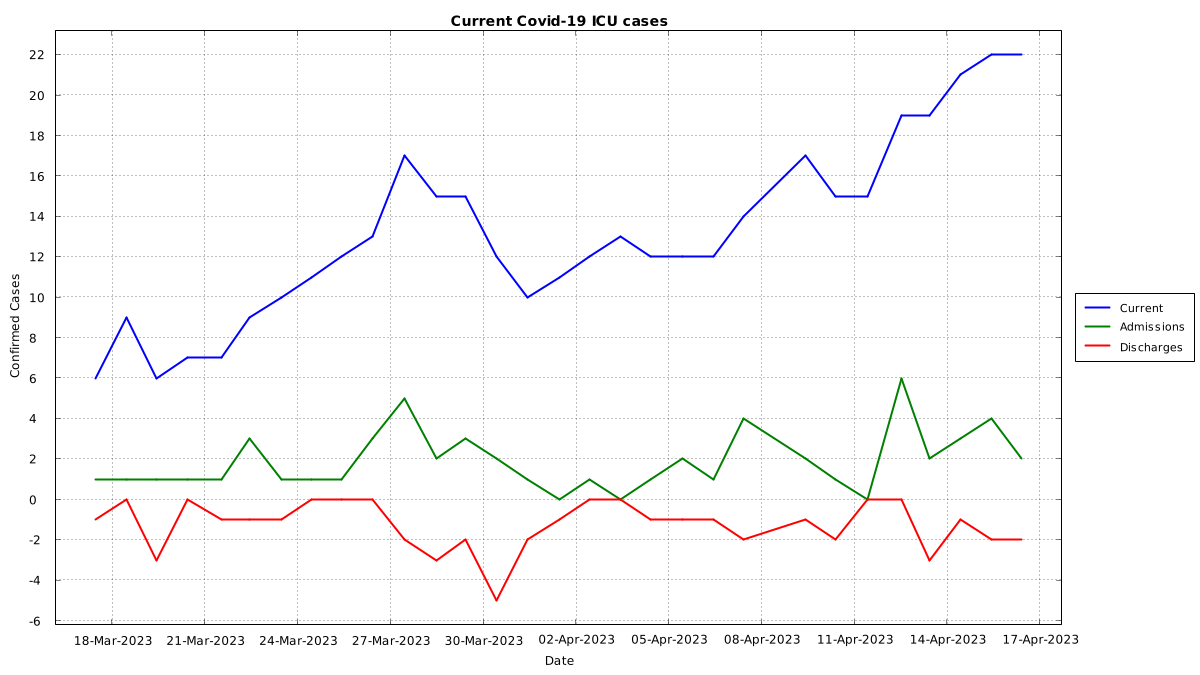 Current Covid-19 ICU cases
22
20
18
16
14
12
10
8
6
4
2
0
-2
-4
-6
Confirmed Cases
18-Mar-2023 21-Mar-2023 24-Mar-2023 27-Mar-2023 30-Mar-2023 02-Apr-2023 05-Apr-2023 08-Apr-2023 11-Apr-2023 14-Apr-2023 17-Apr-2023
Date
Current
Admissions
Discharges